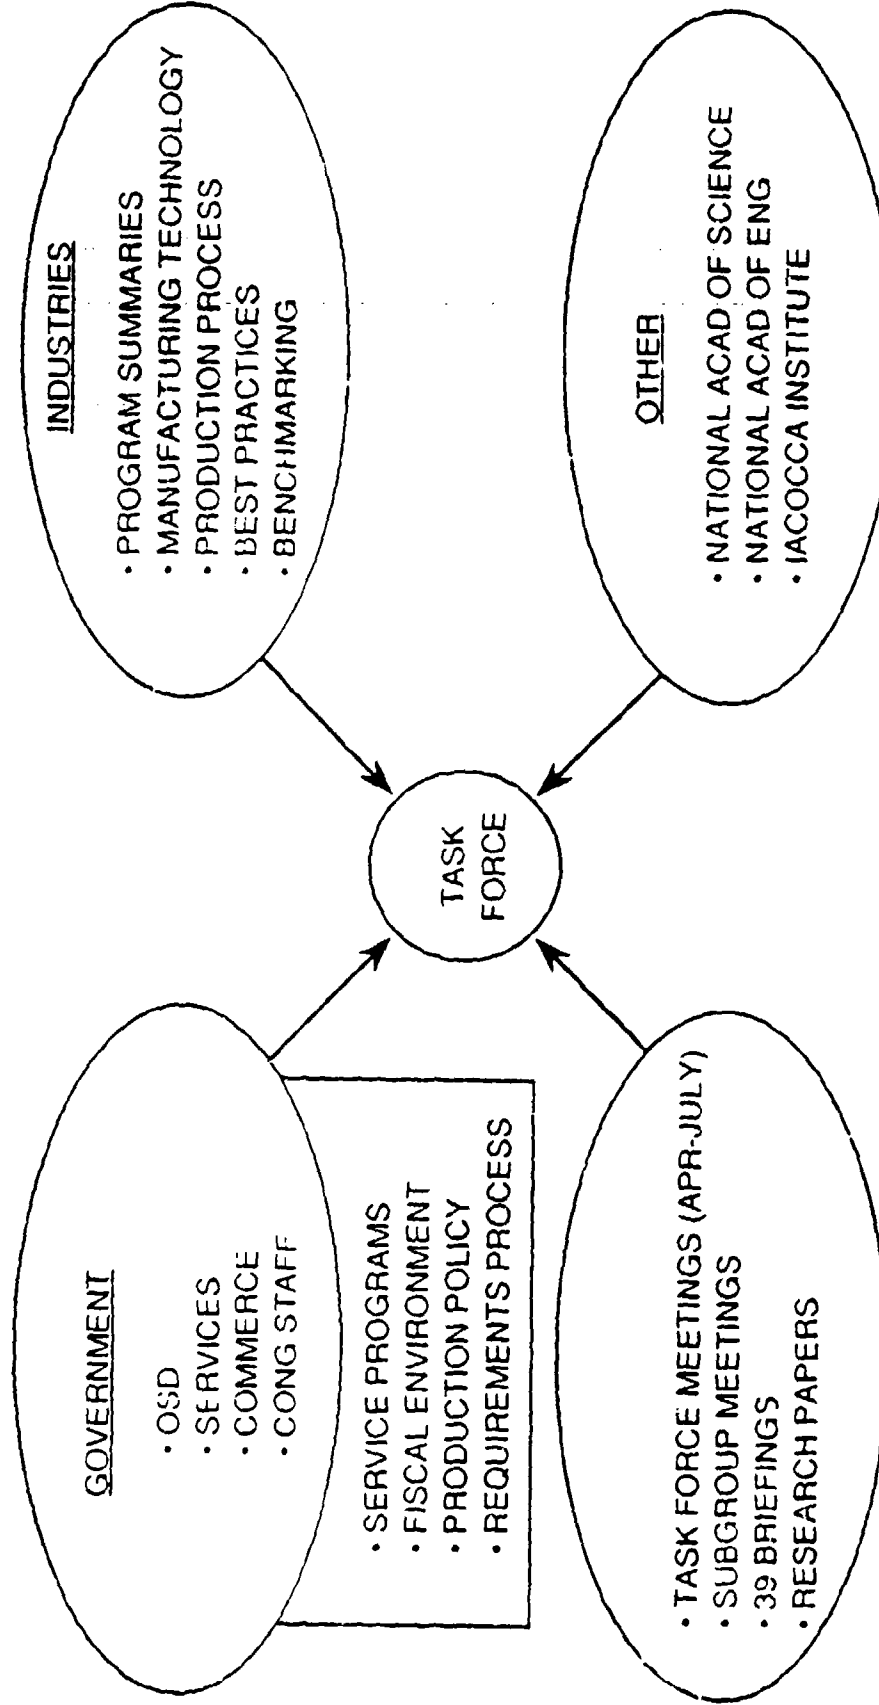 GOVERNMENT
• OSD
• SERVICES
• COMMERCE
• CONG STAFF
• SERVICE PROGRAMS
• FISCAL ENVIRONMENT
• PRODUCTION POLICY
• REQUIREMENTS PROCESS
INDUSTRIES
• PROGRAM SUMMARIES
• MANUFACTURING TECHNOLOGY
• PRODUCTION PROCESS
• BEST PRACTICES
• BENCHMARKING
TASK
FORCE
• TASK FORCE MEETINGS (APR-JULY)
• SUBGROUP MEETINGS
• 39 BRIEFINGS
• RESEARCH PAPERS
OTHER
• NATIONAL ACAD OF SCIENCE
• NATIONAL ACAD OF ENG
• IACOCCA INSTITUTE